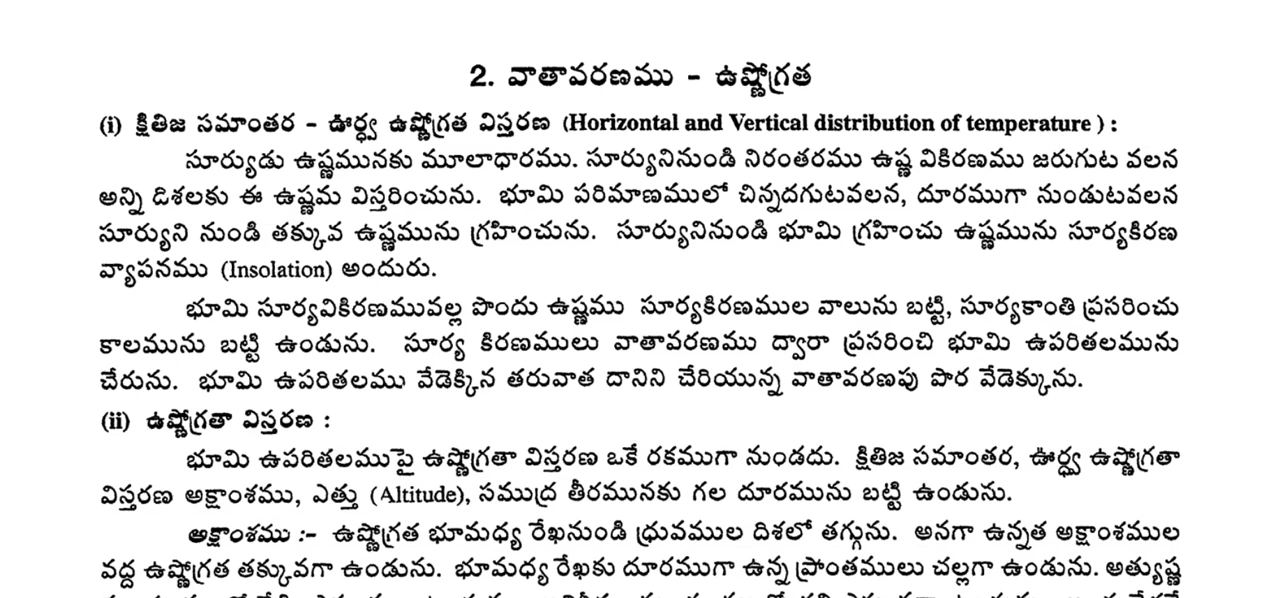 2. వాతావరణము - ఉష్ణోగ్రత
(i) క్షితిజ సమాంతర - ఊర్ధ్వ ఉష్ణోగ్రత విస్తరణ (Horizontal and Vertical distribution of temperature ) :
సూర్యుడు ఉష్ణమునకు మూలాధారము. సూర్యునినుండి నిరంతరము ఉష్ణ వికిరణము జరుగుట వలన
అన్ని దిశలకు ఈ ఉష్ణమ విస్తరించును. భూమి పరిమాణములో చిన్నదగుటవలన, దూరముగా నుండుటవలన
సూర్యుని నుండి తక్కువ ఉష్ణమును గ్రహించును. సూర్యునినుండి భూమి గ్రహించు ఉష్ణమును సూర్యకిరణ
వ్యాపనము (Insolation) అందురు.
భూమి సూర్యవికిరణమువల్ల పొందు ఉష్ణము సూర్యకిరణముల వాలును బట్టి, సూర్యకాంతి ప్రసరించు
కాలమును బట్టి ఉండును. సూర్య కిరణములు వాతావరణము ద్వారా ప్రసరించి భూమి ఉపరితలమును
చేరును. భూమి ఉపరితలము వేడెక్కిన తరువాత దానిని చేరియున్న వాతావరణపు పొర వేడెక్కును.
(ii) ఉష్ణోగ్రతా విస్తరణ :
భూమి ఉపరితలముపై ఉష్ణోగ్రతా విస్తరణ ఒకే రకముగా నుండదు. క్షితిజ సమాంతర, ఊర్ధ్వ ఉష్ణోగ్రతా
విస్తరణ అక్షాంశము, ఎత్తు (Altitude), సముద్ర తీరమునకు గల దూరమును బట్టి ఉండును.
అక్షాంశము :- ఉష్ణోగ్రత భూమధ్య రేఖనుండి ధ్రువముల దిశలో తగ్గును. అనగా ఉన్నత అక్షాంశముల
వద్ద ఉష్ణోగ్రత తక్కువగా ఉండును. భూమధ్య రేఖకు దూరముగా ఉన్న ప్రాంతములు చల్లగా ఉండును. అత్యుష్ణ